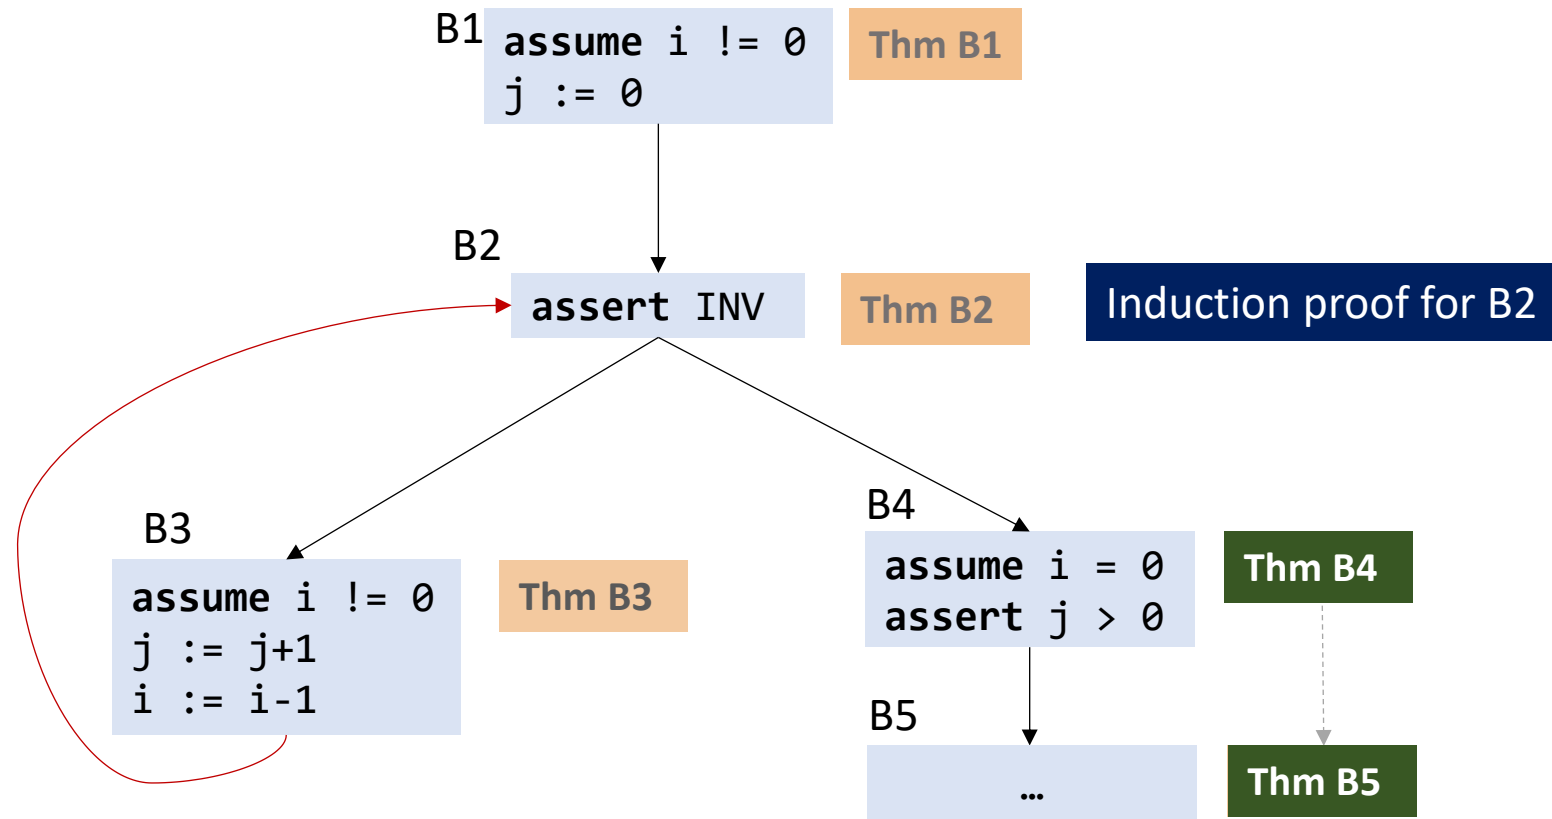 B1
assume i != 0
j := 0
Thm B1
B2
assert INV
Thm B2
Induction proof for B2
B3
assume i != 0
j := j+1
i := i-1
Thm B3
B4
assume i = 0
assert j > 0
Thm B4
B5
…
Thm B5